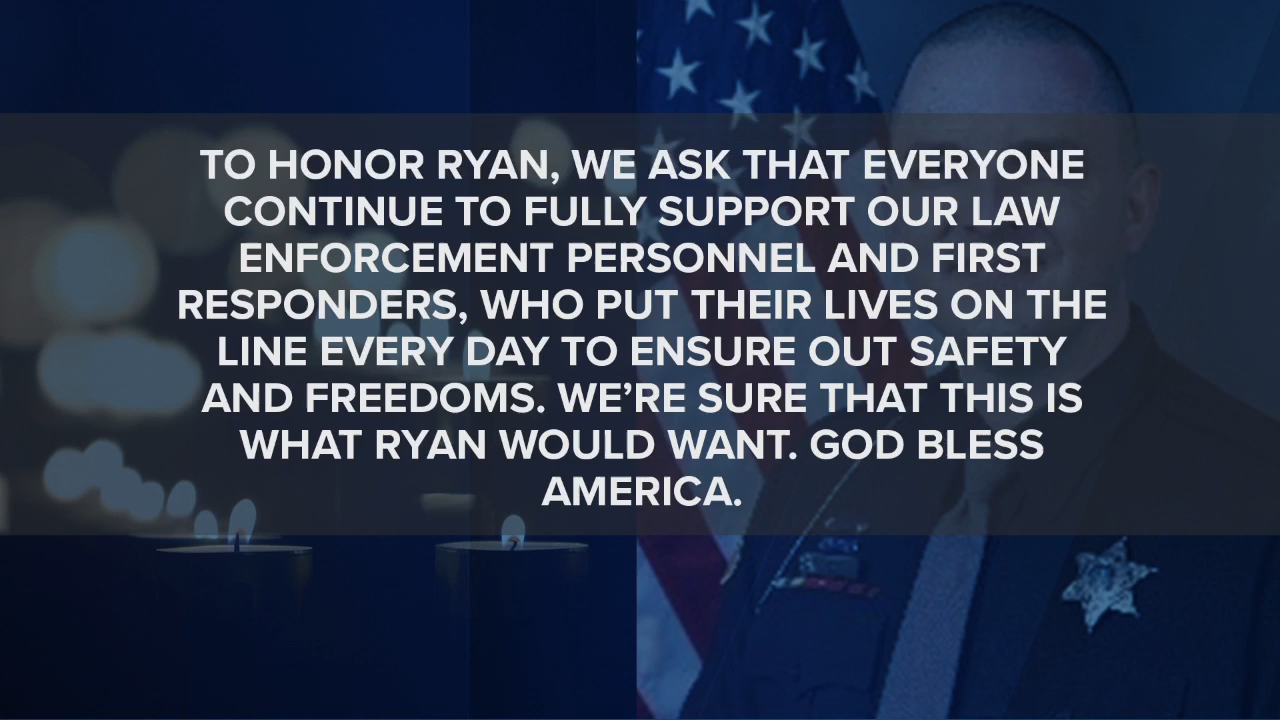 TO HONOR RYAN, WE ASK THAT EVERYONE
CONTINUE TO FULLY SUPPORT OUR LAW
ENFORCEMENT PERSONNEL AND FIRST
RESPONDERS, WHO PUT THEIR LIVES ON THE
LINE EVERY DAY TO ENSURE OUT SAFETY
AND FREEDOMS. WE’RE SURE THAT THIS IS
WHAT RYAN WOULD WANT. GOD BLESS
AMERICA.